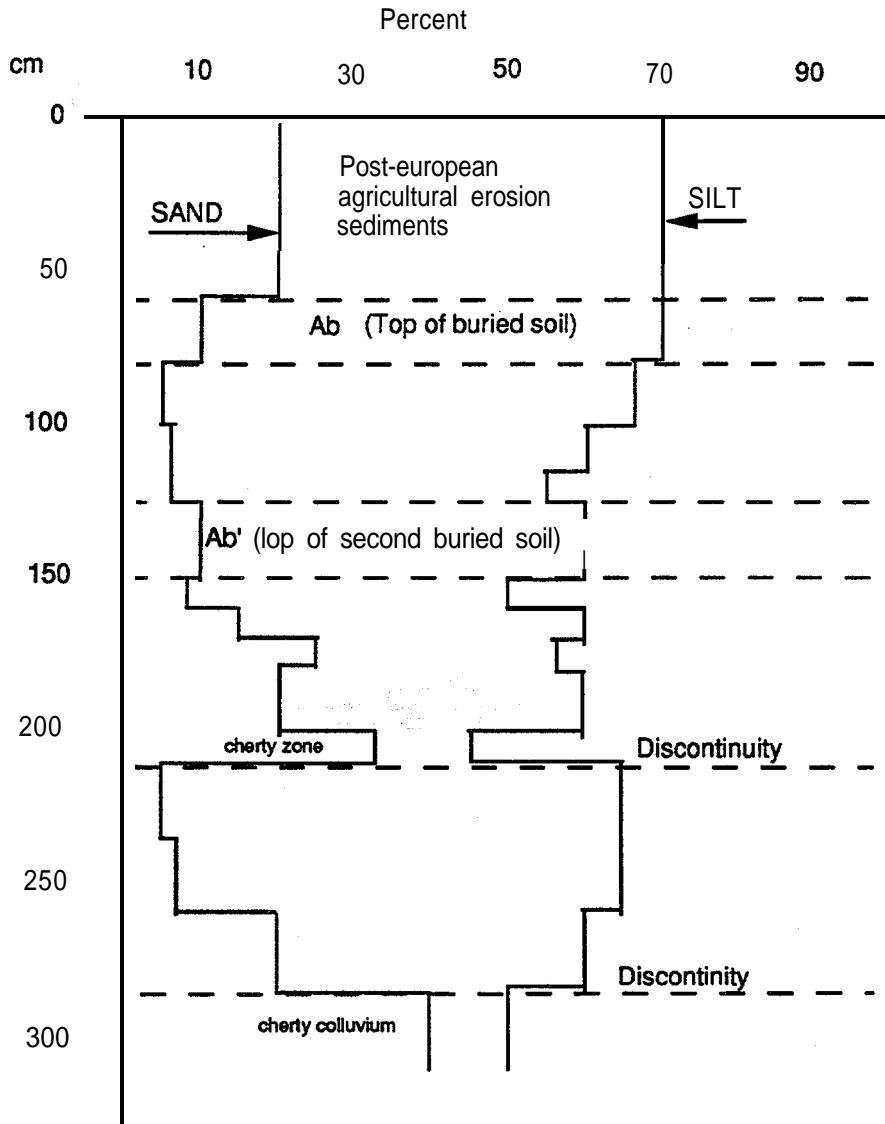 Percent
cm 10 30 50 70 90
0
Post-european
agricultural erosion
sediments
SAND
SILT
50
Ab (Top of buried soil)
100
Ab' (lop of second buried soil)
150
200
cherty zone
Discontinuity
250
Discontinity
cherty colluvium
300